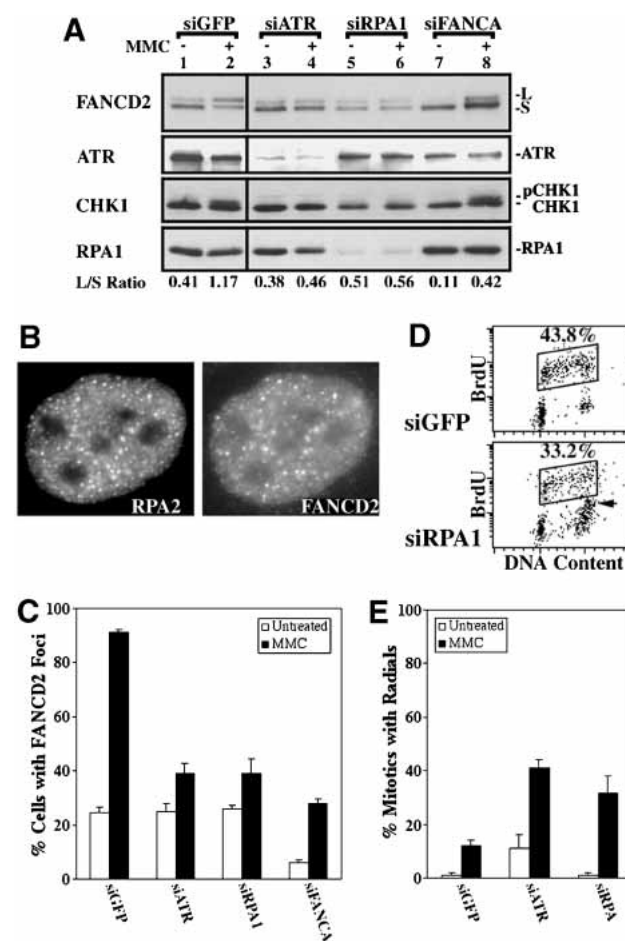 A
siGFP siATR siRPA1 siFANCA
MMC - + - + - + - +
1 2 3 4 5 6 7 8
FANCD2 -L
-S
ATR -ATR
CHK1 pCHK1
CHK1
RPA1 -RPA1
L/S Ratio 0.41 1.17 0.38 0.46 0.51 0.56 0.11 0.42
B
RPA2
FANCD2
D
43.8%
BrdU
siGFP
33.2%
BrdU
siRPA1
DNA Content
C
% Cells with FANCD2 Foci
100
80
60
40
20
0
Untreated
MMC
siGFP
siATR
siRPA1
siFANCA
E
% Mitotics with Radials
100
80
60
40
20
0
Untreated
MMC
siGFP
siATR
siRPA